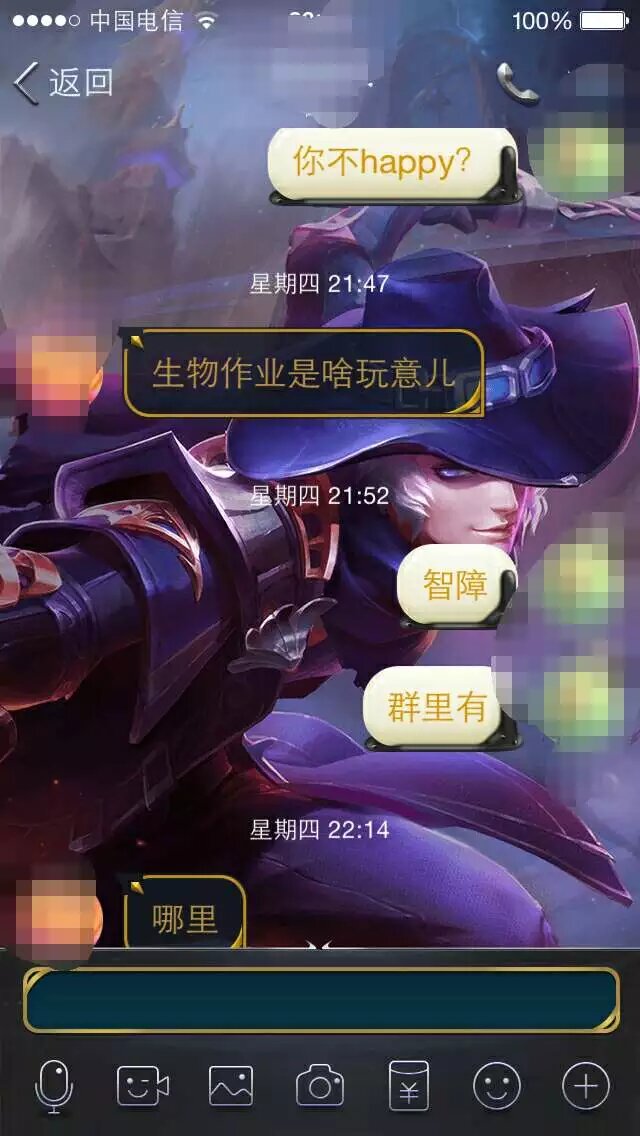 中国电信
100%
返回
你不happy?
星期四 21:47
生物作业是啥玩意儿
星期四 21:52
智障
群里有
星期四 22:14
哪里